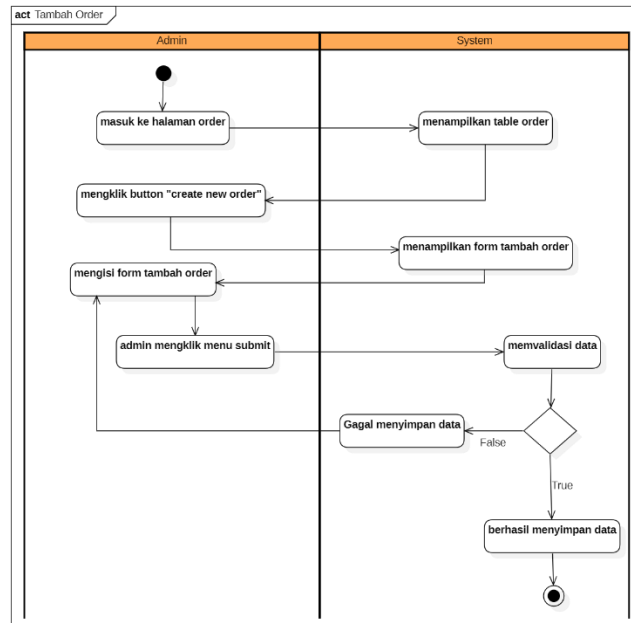 act Tambah Order
Admin
System
masuk ke halaman order
menampilkan table order
mengklik button "create new order"
menampilkan form tambah order
mengisi form tambah order
admin mengklik menu submit
memvalidasi data
Gagal menyimpan data
False
True
berhasil menyimpan data